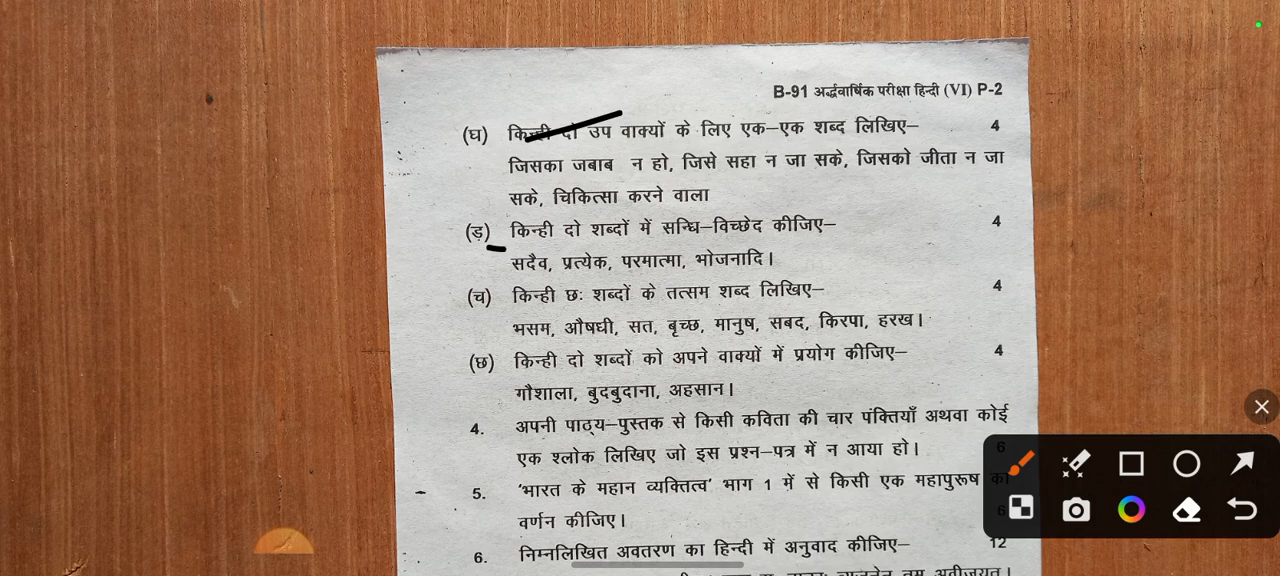 B-91 अर्द्धवार्षिक परीक्षा हिन्दी (VI) P-2
(घ) किन्ही दो उप वाक्यों के लिए एक–एक शब्द लिखिए– 4
जिसका जबाब न हो, जिसे सहा न जा सके, जिसको जीता न जा
सके, चिकित्सा करने वाला
(ड़) किन्ही दो शब्दों में सन्धि–विच्छेद कीजिए– 4
सदैव, प्रत्येक, परमात्मा, भोजनादि।
(च) किन्ही छः शब्दों के तत्सम शब्द लिखिए– 4
भसम, औषधी, सत, बृच्छ, मानुष, सबद, किरपा, हरख।
(छ) किन्ही दो शब्दों को अपने वाक्यों में प्रयोग कीजिए– 4
गौशाला, बुदबुदाना, अहसान।
4. अपनी पाठ्य–पुस्तक से किसी कविता की चार पंक्तियाँ अथवा कोई
एक श्लोक लिखिए जो इस प्रश्न–पत्र में न आया हो। 6
5. 'भारत के महान व्यक्तित्व' भाग 1 में से किसी एक महापुरूष का
वर्णन कीजिए। 6
6. निम्नलिखित अवतरण का हिन्दी में अनुवाद कीजिए– 12